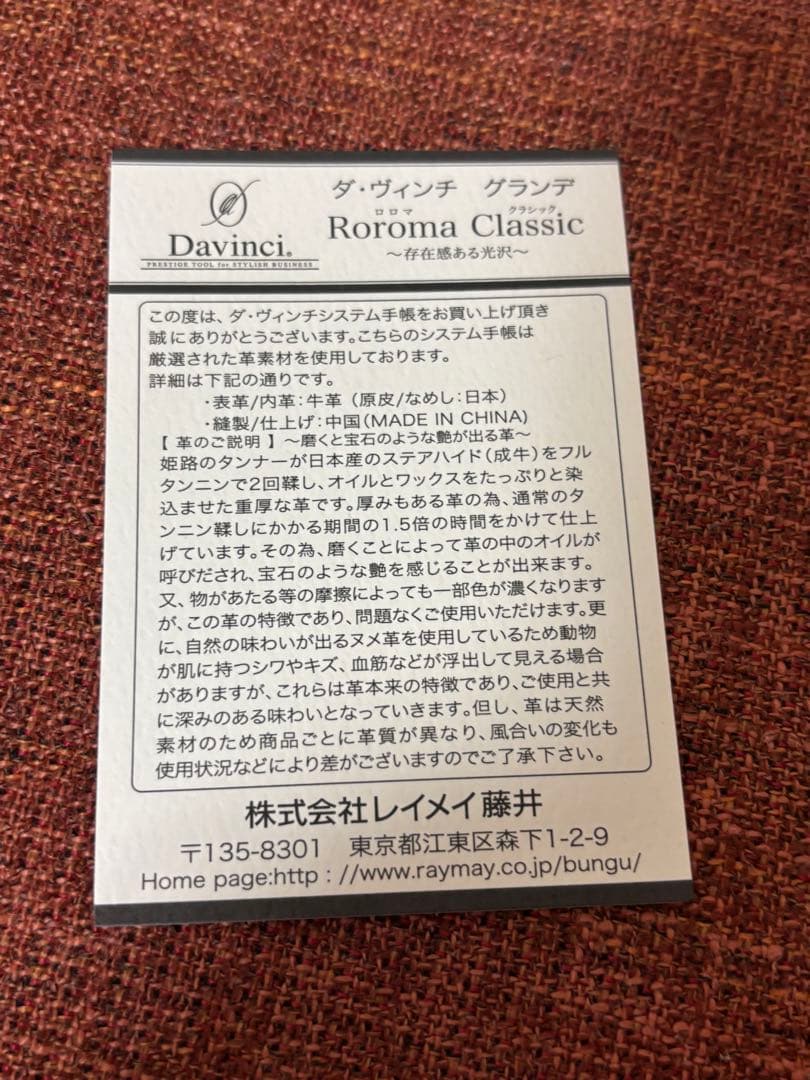 Davinci®
PRESTIGE TOOL for STYLISH BUSINESS
ダ・ヴィンチ グランデ
ロロマ クラシック
Roroma Classic
～存在感ある光沢～
この度は、ダ・ヴィンチシステム手帳をお買い上げ頂き
誠にありがとうございます。こちらのシステム手帳は
厳選された革素材を使用しております。
詳細は下記の通りです。
・表革/内革:牛革（原皮/なめし:日本）
・縫製/仕上げ:中国(MADE IN CHINA)
【 革のご説明 】～磨くと宝石のような艶が出る革～
姫路のタンナーが日本産のステアハイド（成牛）をフル
タンニンで2回鞣し、オイルとワックスをたっぷりと染
込ませた重厚な革です。厚みもある革の為、通常のタ
ンニン鞣しにかかる期間の1.5倍の時間をかけて仕上
げています。その為、磨くことによって革の中のオイルが
呼びだされ、宝石のような艶を感じることが出来ます。
又、物があたる等の摩擦によっても一部色が濃くなります
が、この革の特徴であり、問題なくご使用いただけます。更
に、自然の味わいが出るヌメ革を使用しているため動物
が肌に持つシワやキズ、血筋などが浮出して見える場合
がありますが、これらは革本来の特徴であり、ご使用と共
に深みのある味わいとなっていきます。但し、革は天然
素材のため商品ごとに革質が異なり、風合いの変化も
使用状況などにより差がございますのでご了承下さい。
株式会社レイメイ藤井
〒135-8301 東京都江東区森下1-2-9
Home page:http : //www.raymay.co.jp/bungu/